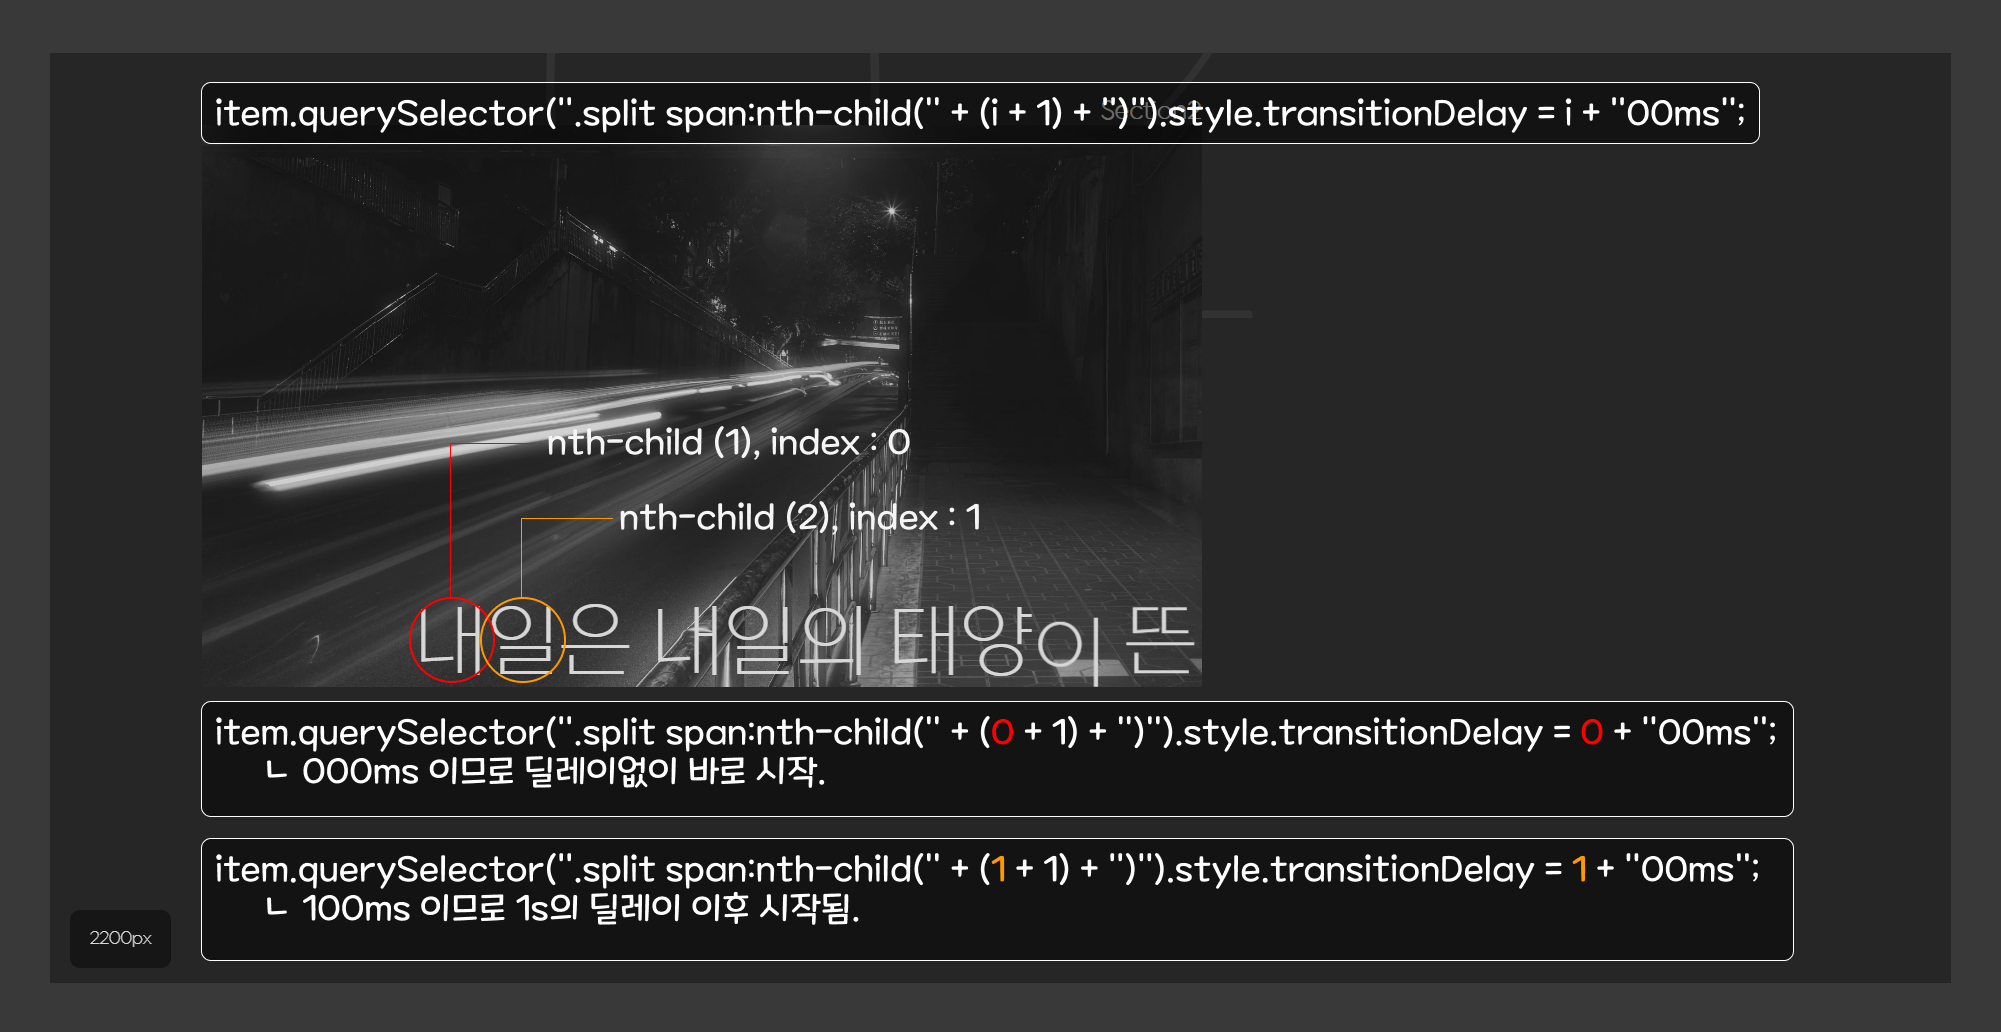 item.querySelector(".split span:nth-child(" + (i + 1) + ")").style.transitionDelay = i + "00ms";
Section2
nth-child (1), index : 0
nth-child (2), index : 1
내일은 내일의 태양이 뜬
item.querySelector(".split span:nth-child(" + (0 + 1) + ")").style.transitionDelay = 0 + "00ms";
ㄴ 000ms 이므로 딜레이없이 바로 시작.
item.querySelector(".split span:nth-child(" + (1 + 1) + ")").style.transitionDelay = 1 + "00ms";
ㄴ 100ms 이므로 1s의 딜레이 이후 시작됨.
2200px